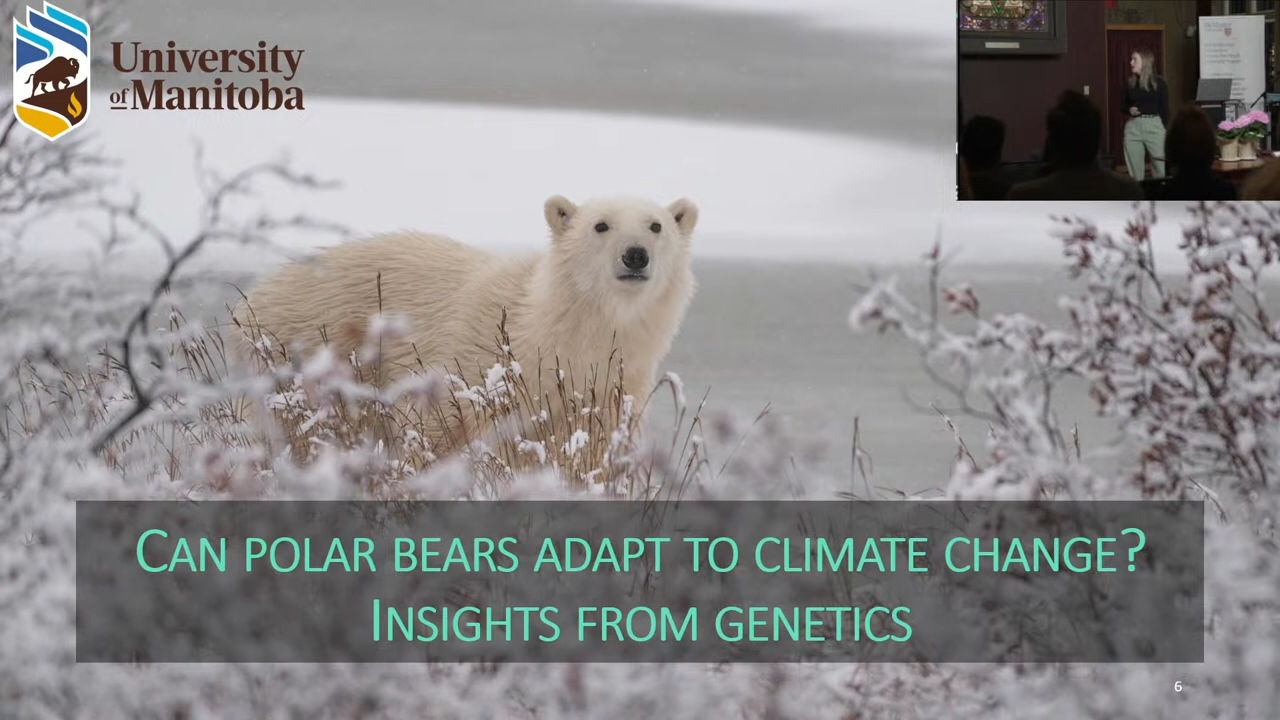 University
of Manitoba
CAN POLAR BEARS ADAPT TO CLIMATE CHANGE?
INSIGHTS FROM GENETICS
6